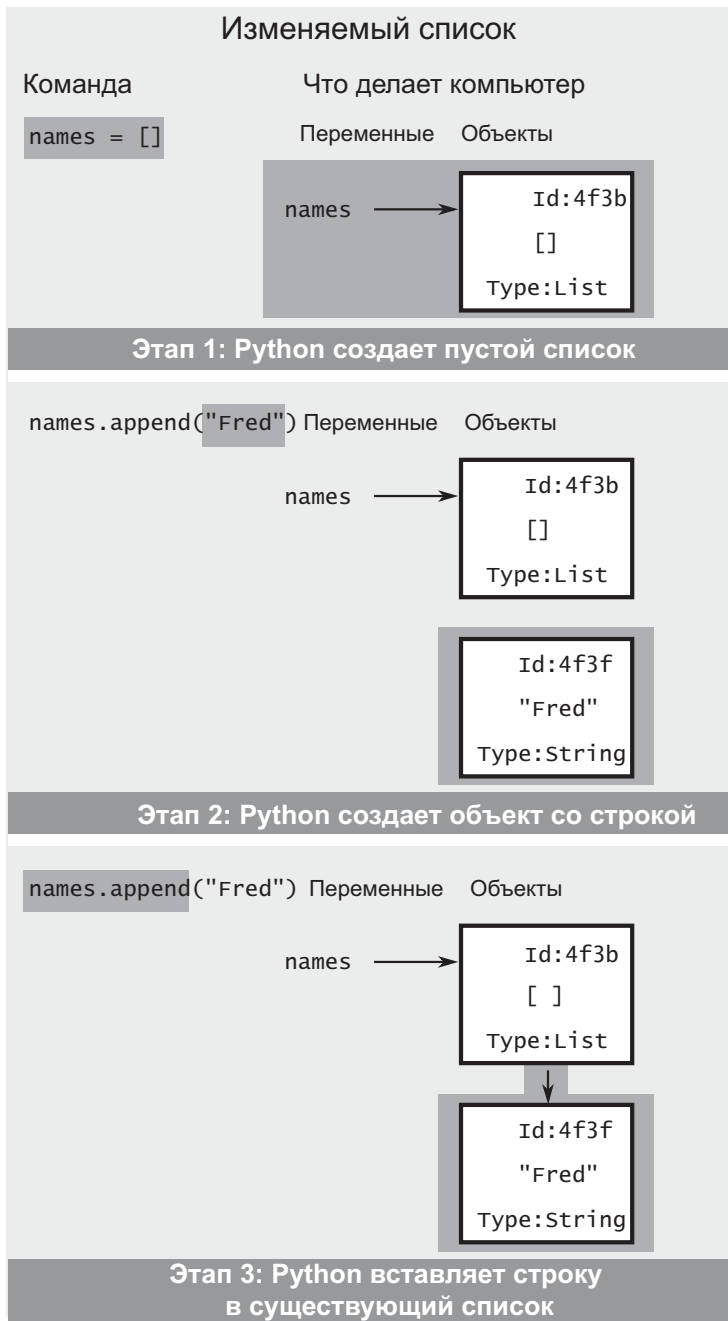 Изменяемый список
Команда Что делает компьютер
names = [] Переменные Объекты
names Id:4f3b
[]
Type:List
Этап 1: Python создает пустой список
names.append("Fred") Переменные Объекты
names Id:4f3b
[]
Type:List
Id:4f3f
"Fred"
Type:String
Этап 2: Python создает объект со строкой
names.append("Fred") Переменные Объекты
names Id:4f3b
[ ]
Type:List
Id:4f3f
"Fred"
Type:String
Этап 3: Python вставляет строку
в существующий список